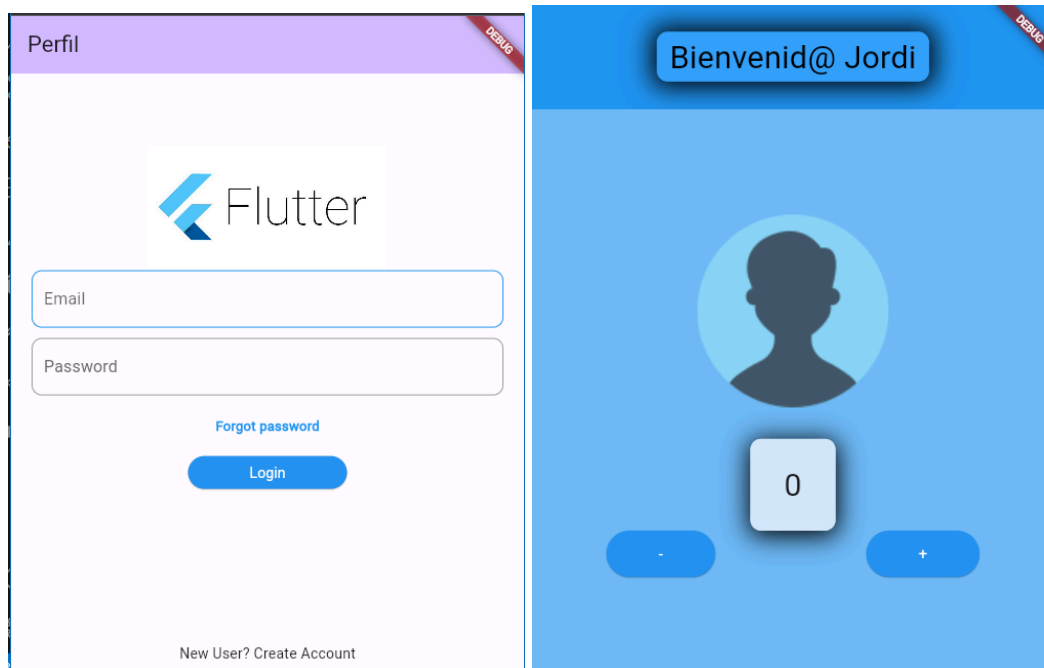 Perfil
DEBUG
Flutter
Email
Password
Forgot password
Login
New User? Create Account
Bienvenid@ Jordi
DEBUG
0
-
+